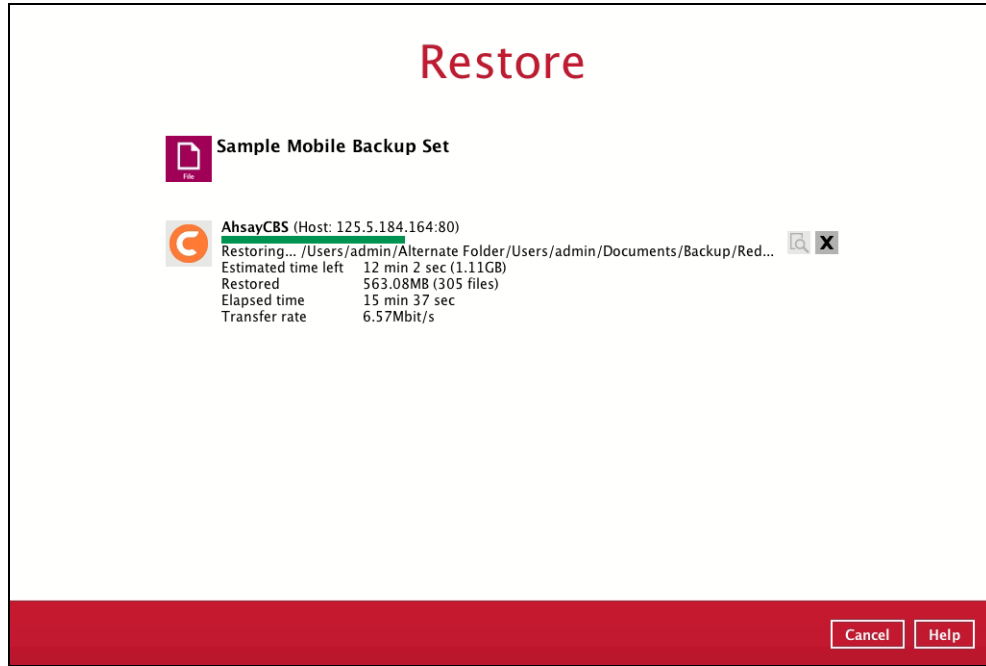 Restore
Sample Mobile Backup Set
File
AhsayCBS (Host: 125.5.184.164:80)
Restoring... /Users/admin/Alternate Folder/Users/admin/Documents/Backup/Red...
Estimated time left 12 min 2 sec (1.11GB)
Restored 563.08MB (305 files)
Elapsed time 15 min 37 sec
Transfer rate 6.57Mbit/s
X
Cancel Help